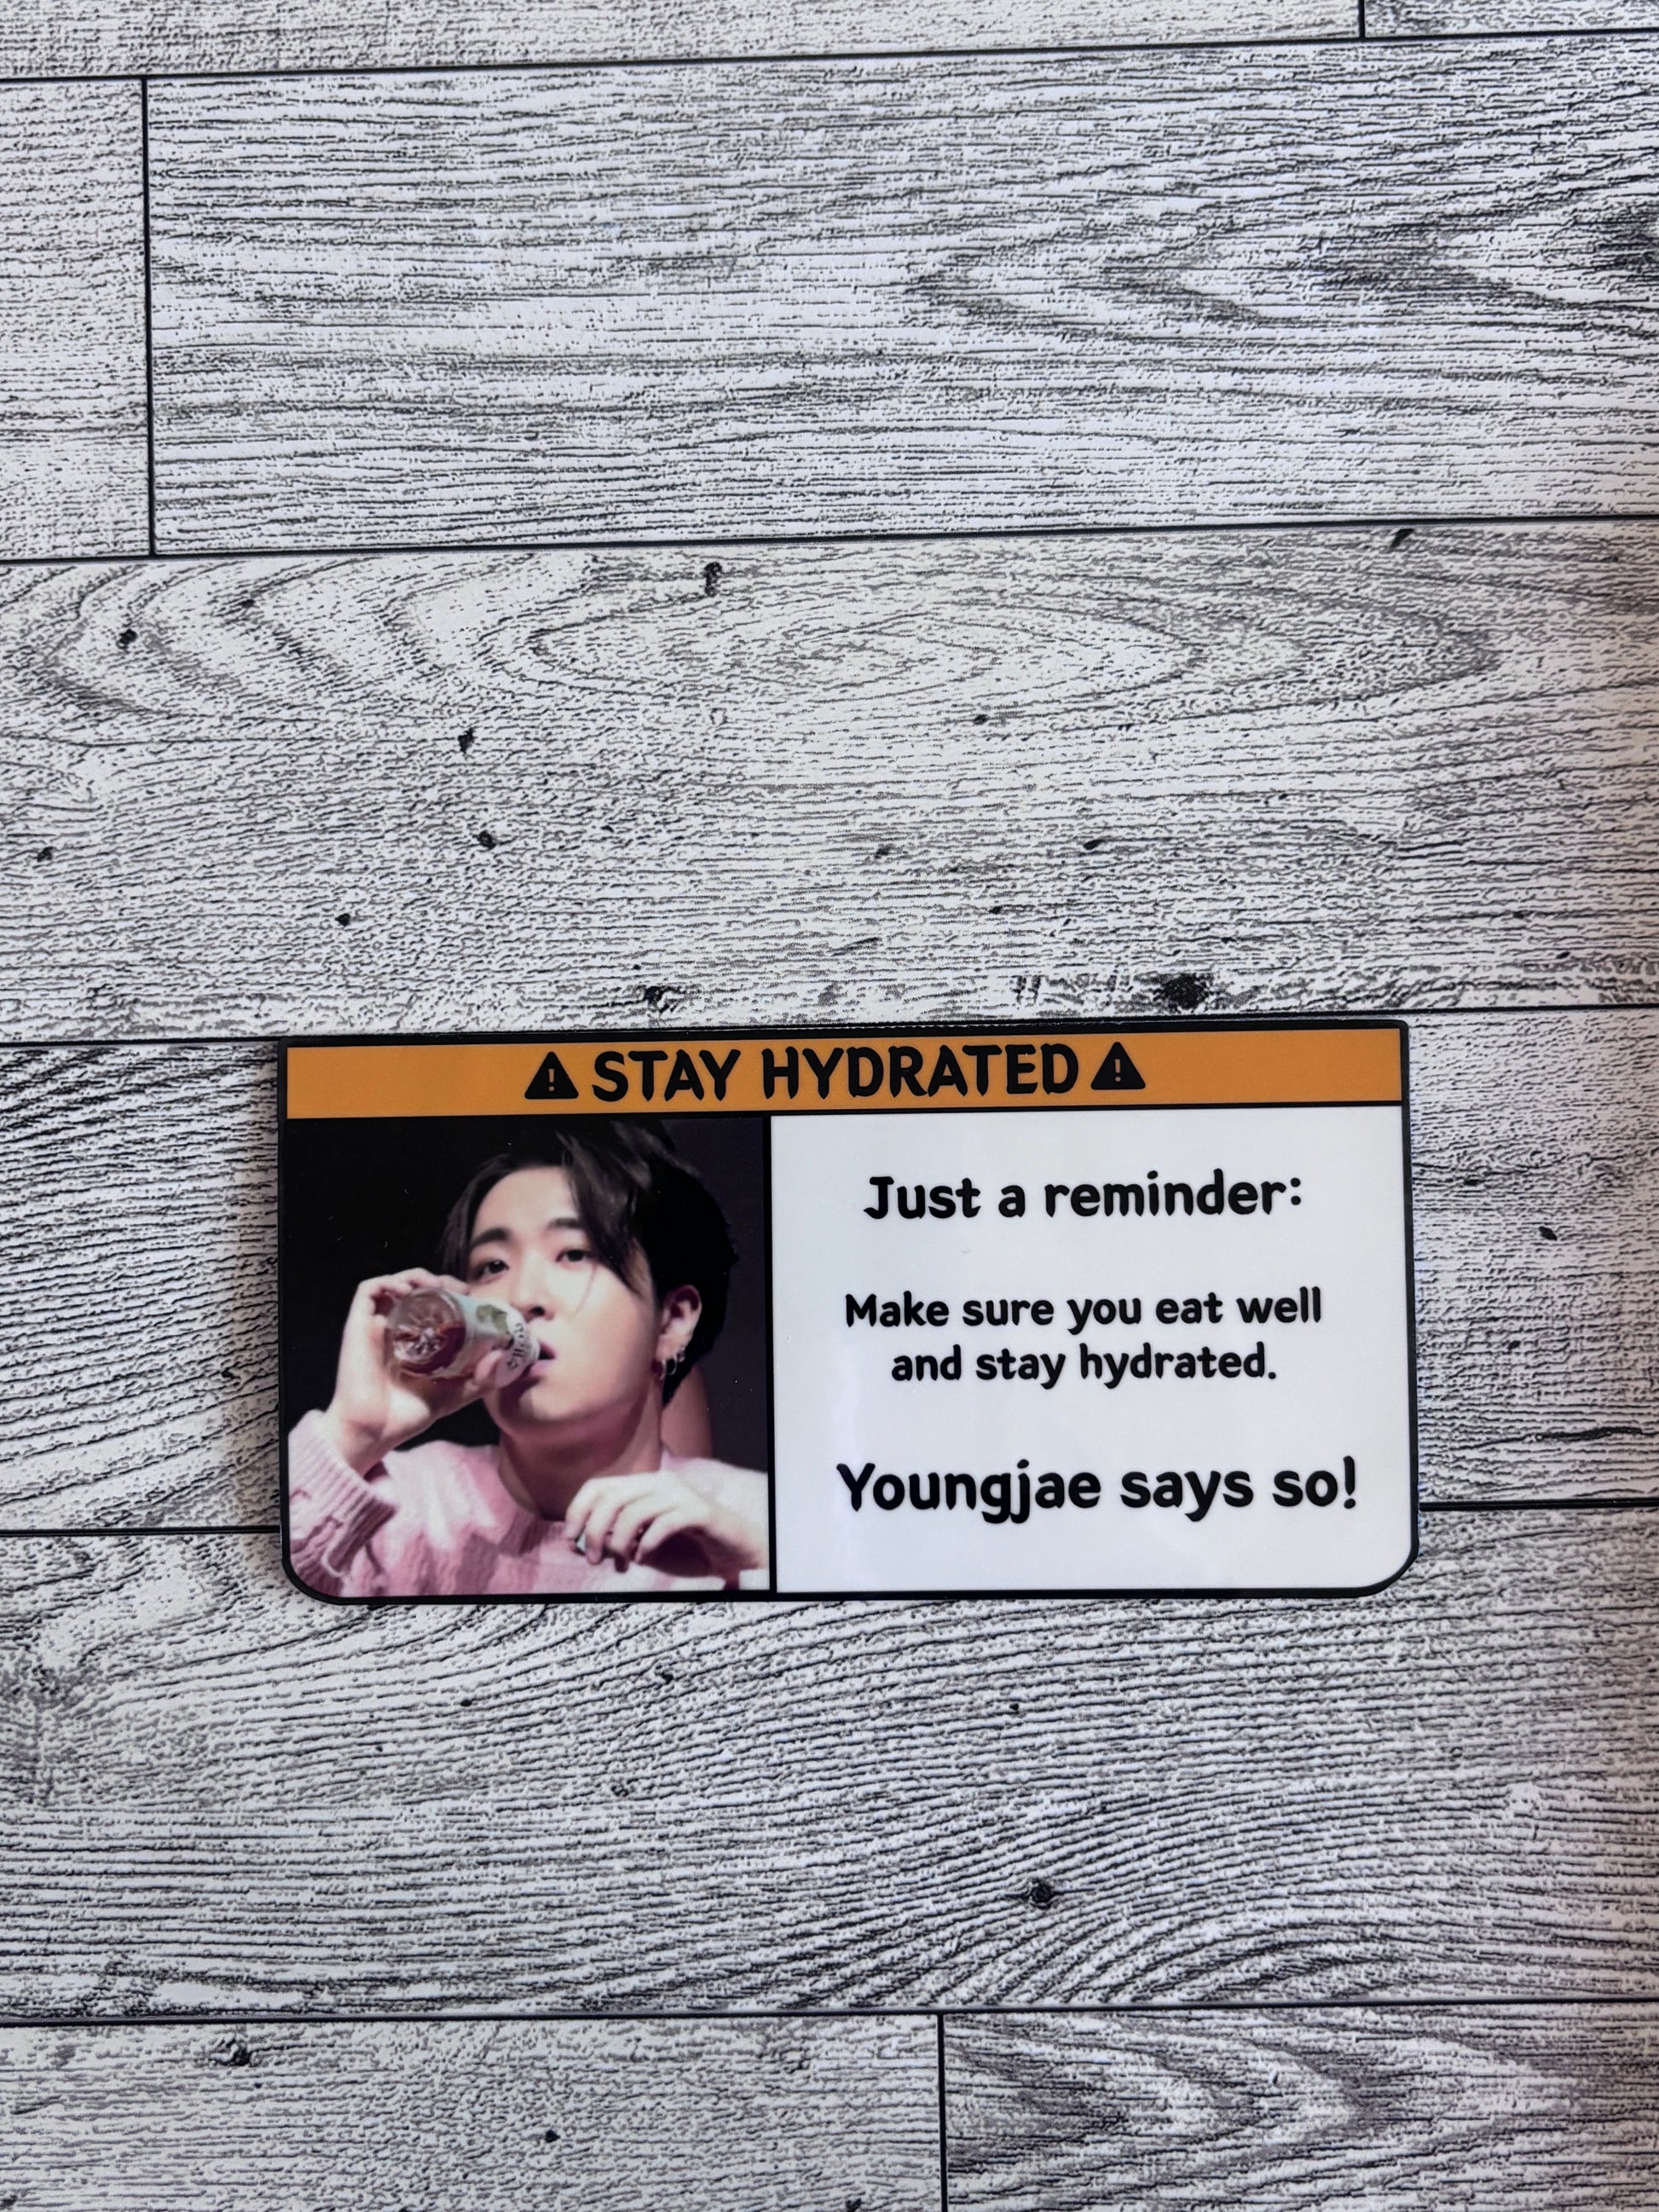 ⚠ STAY HYDRATED ⚠
Just a reminder:
Make sure you eat well
and stay hydrated.
Youngjae says so!